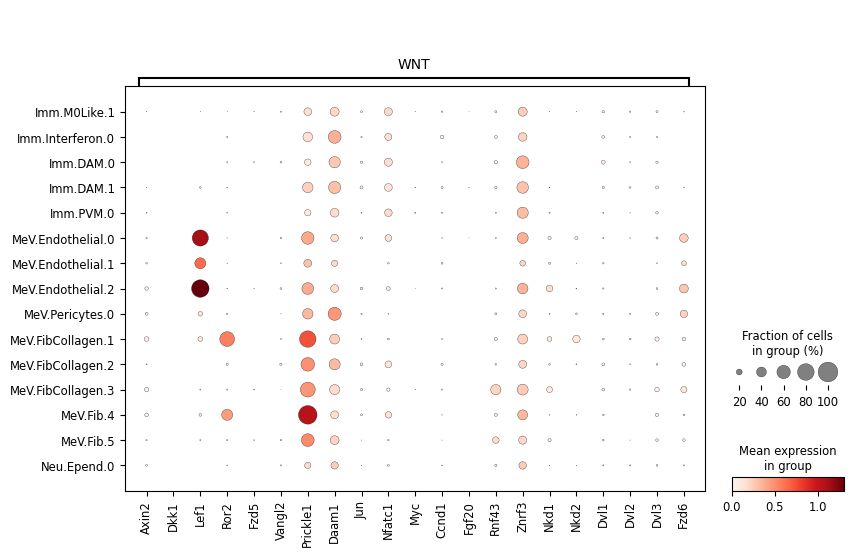 WNT
Imm.M0Like.1
Imm.Interferon.0
Imm.DAM.0
Imm.DAM.1
Imm.PVM.0
MeV.Endothelial.0
MeV.Endothelial.1
MeV.Endothelial.2
MeV.Pericytes.0
MeV.FibCollagen.1
MeV.FibCollagen.2
MeV.FibCollagen.3
MeV.Fib.4
MeV.Fib.5
Neu.Epend.0
Axin2
Dkk1
Lef1
Ror2
Fzd5
Vangl2
Prickle1
Daam1
Jun
Nfatc1
Myc
Ccnd1
Fgf20
Rnf43
Znrf3
Nkd1
Nkd2
Dvl1
Dvl2
Dvl3
Fzd6
Fraction of cells
in group (%)
20 40 60 80 100
Mean expression
in group
0.0 0.5 1.0